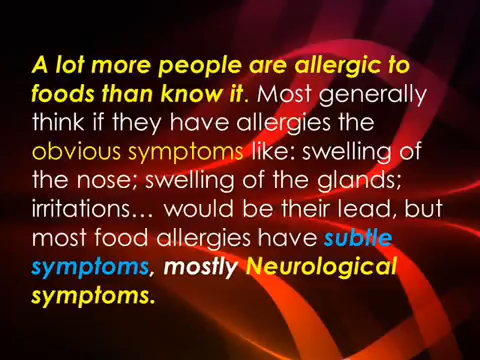 A lot more people are allergic to
foods than know it. Most generally
think if they have allergies the
obvious symptoms like: swelling of
the nose; swelling of the glands;
irritations… would be their lead, but
most food allergies have subtle
symptoms, mostly Neurological
symptoms.